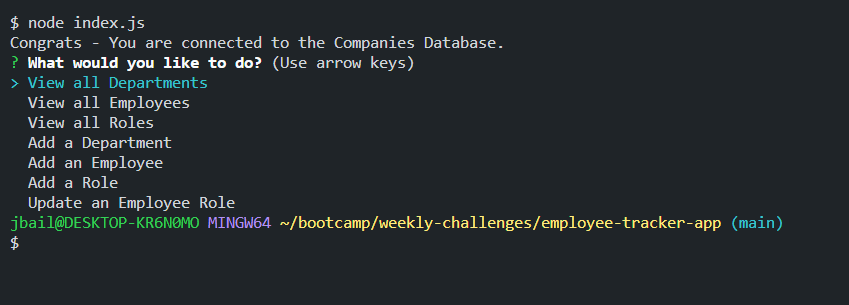 $ node index.js
Congrats - You are connected to the Companies Database.
? What would you like to do? (Use arrow keys)
> View all Departments
View all Employees
View all Roles
Add a Department
Add an Employee
Add a Role
Update an Employee Role
jbail@DESKTOP-KR6N0MO MINGW64 ~/bootcamp/weekly-challenges/employee-tracker-app (main)
$